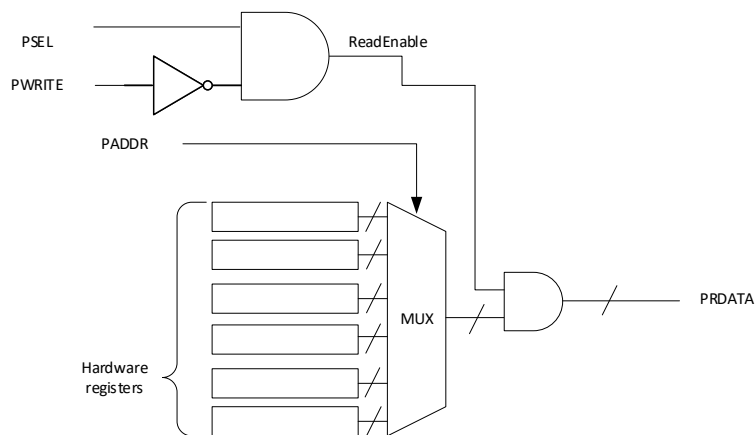 PSEL
ReadEnable
PWRITE
PADDR
MUX
PRDATA
Hardware
registers